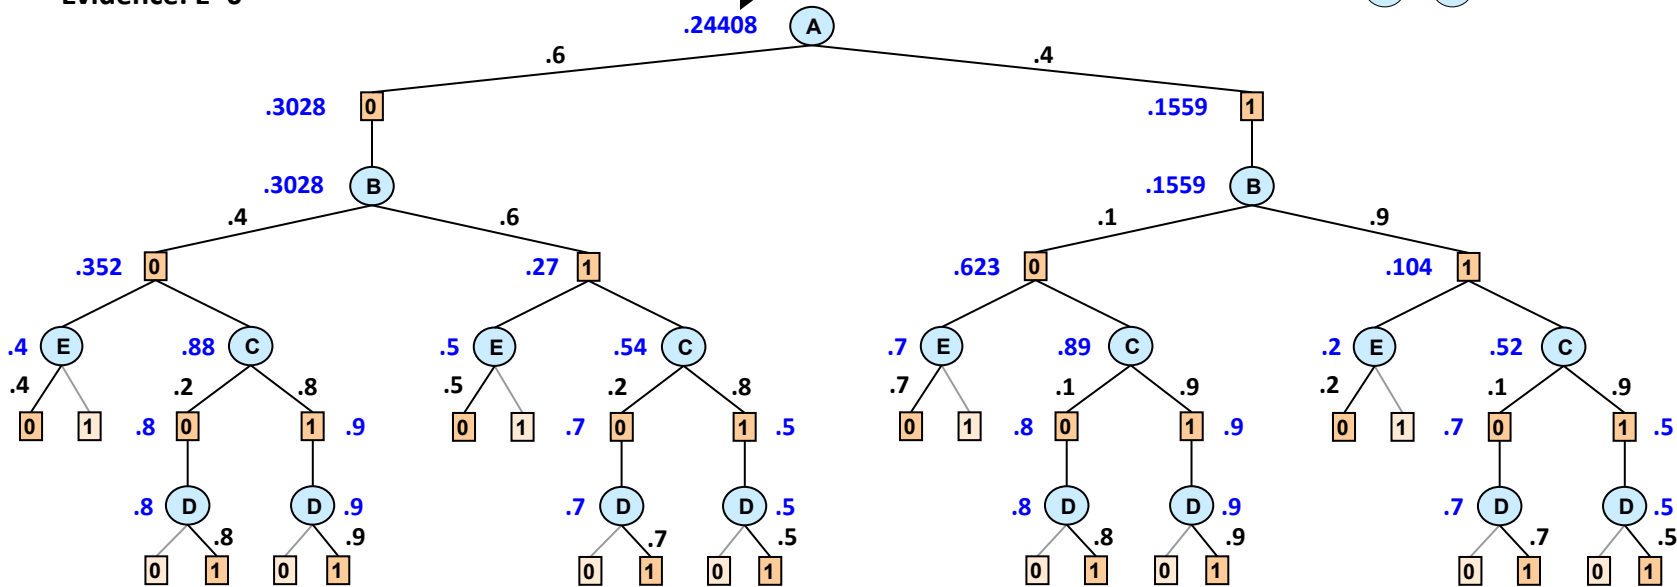 .24408 A
.6 .4
.3028 0 .1559 1
.3028 B .1559 B
.4 .6 .1 .9
.352 0 .27 1 .623 0 .104 1
.4 E .88 C .5 E .54 C .7 E .89 C .2 E .52 C
.4 .2 .8 .5 .2 .8 .7 .1 .9 .2 .1 .9
0 1 .8 0 1 .9 0 1 .7 0 1 .5 0 1 .8 0 1 .9 0 1 .7 0 1 .5
.8 D D .9 .7 D D .5 .8 D D .9 .7 D D .5
.8 .9 .7 .5 .8 .9 .7 .5
0 1 0 1 0 1 0 1 0 1 0 1 0 1 0 1